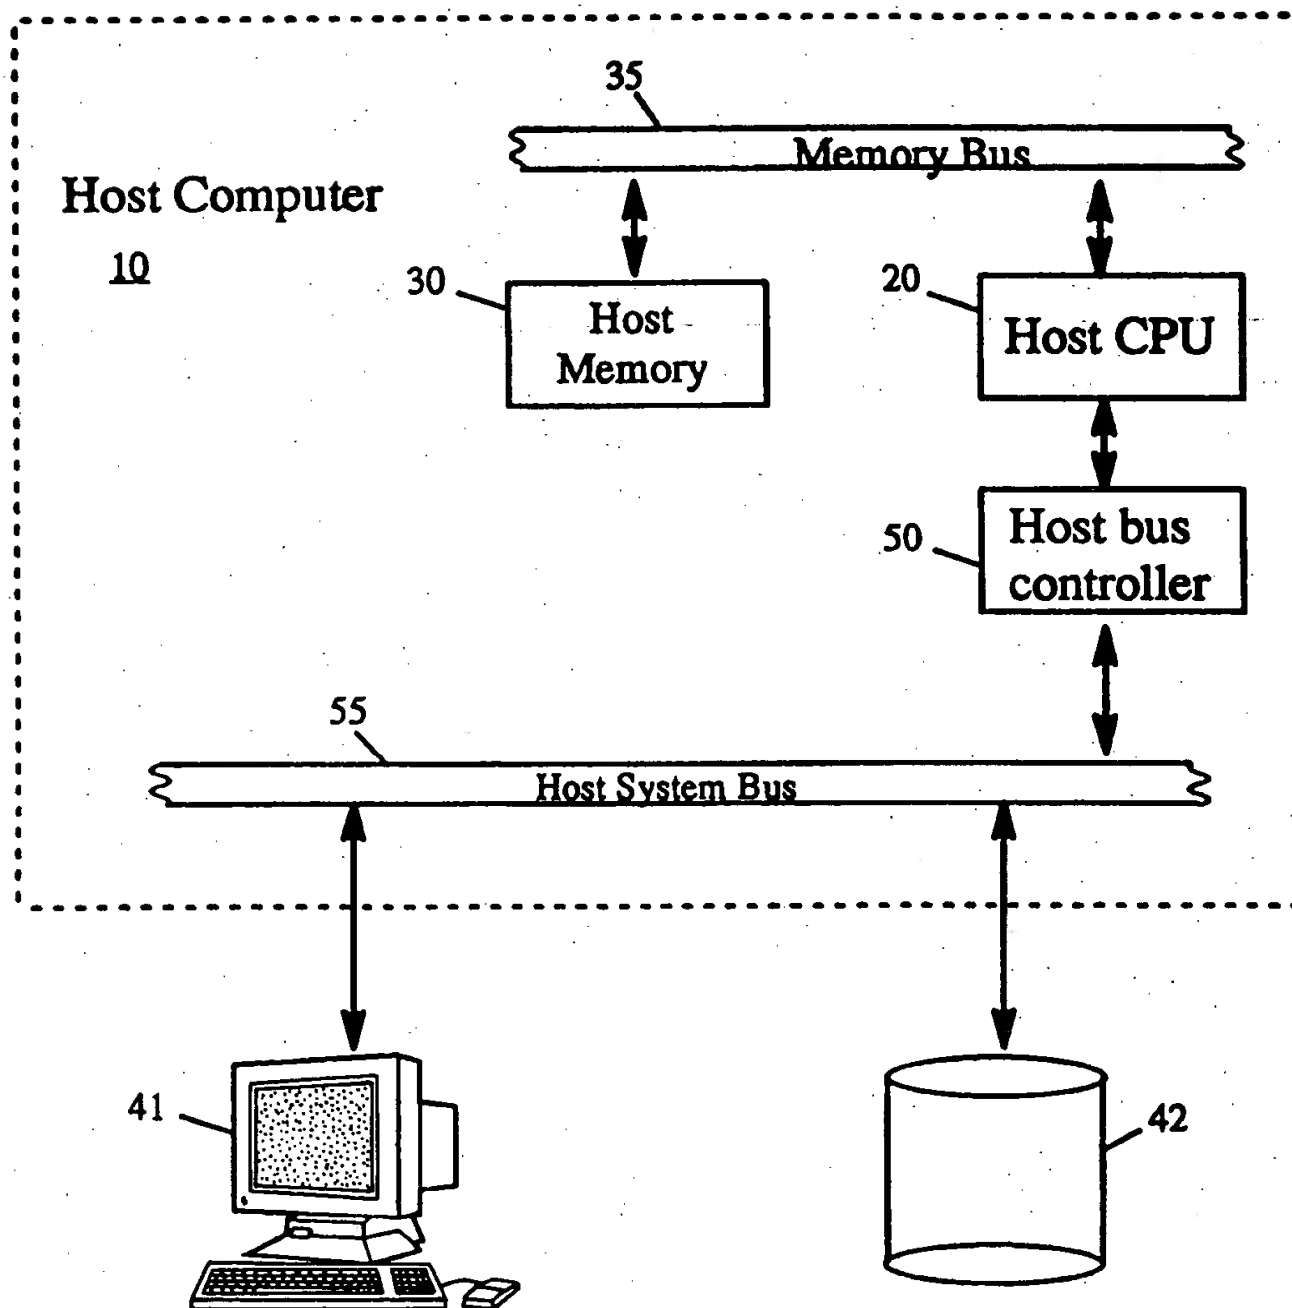 35
Memory Bus
Host Computer
10
30
Host
Memory
20
Host CPU
50
Host bus
controller
55
Host System Bus
41
42